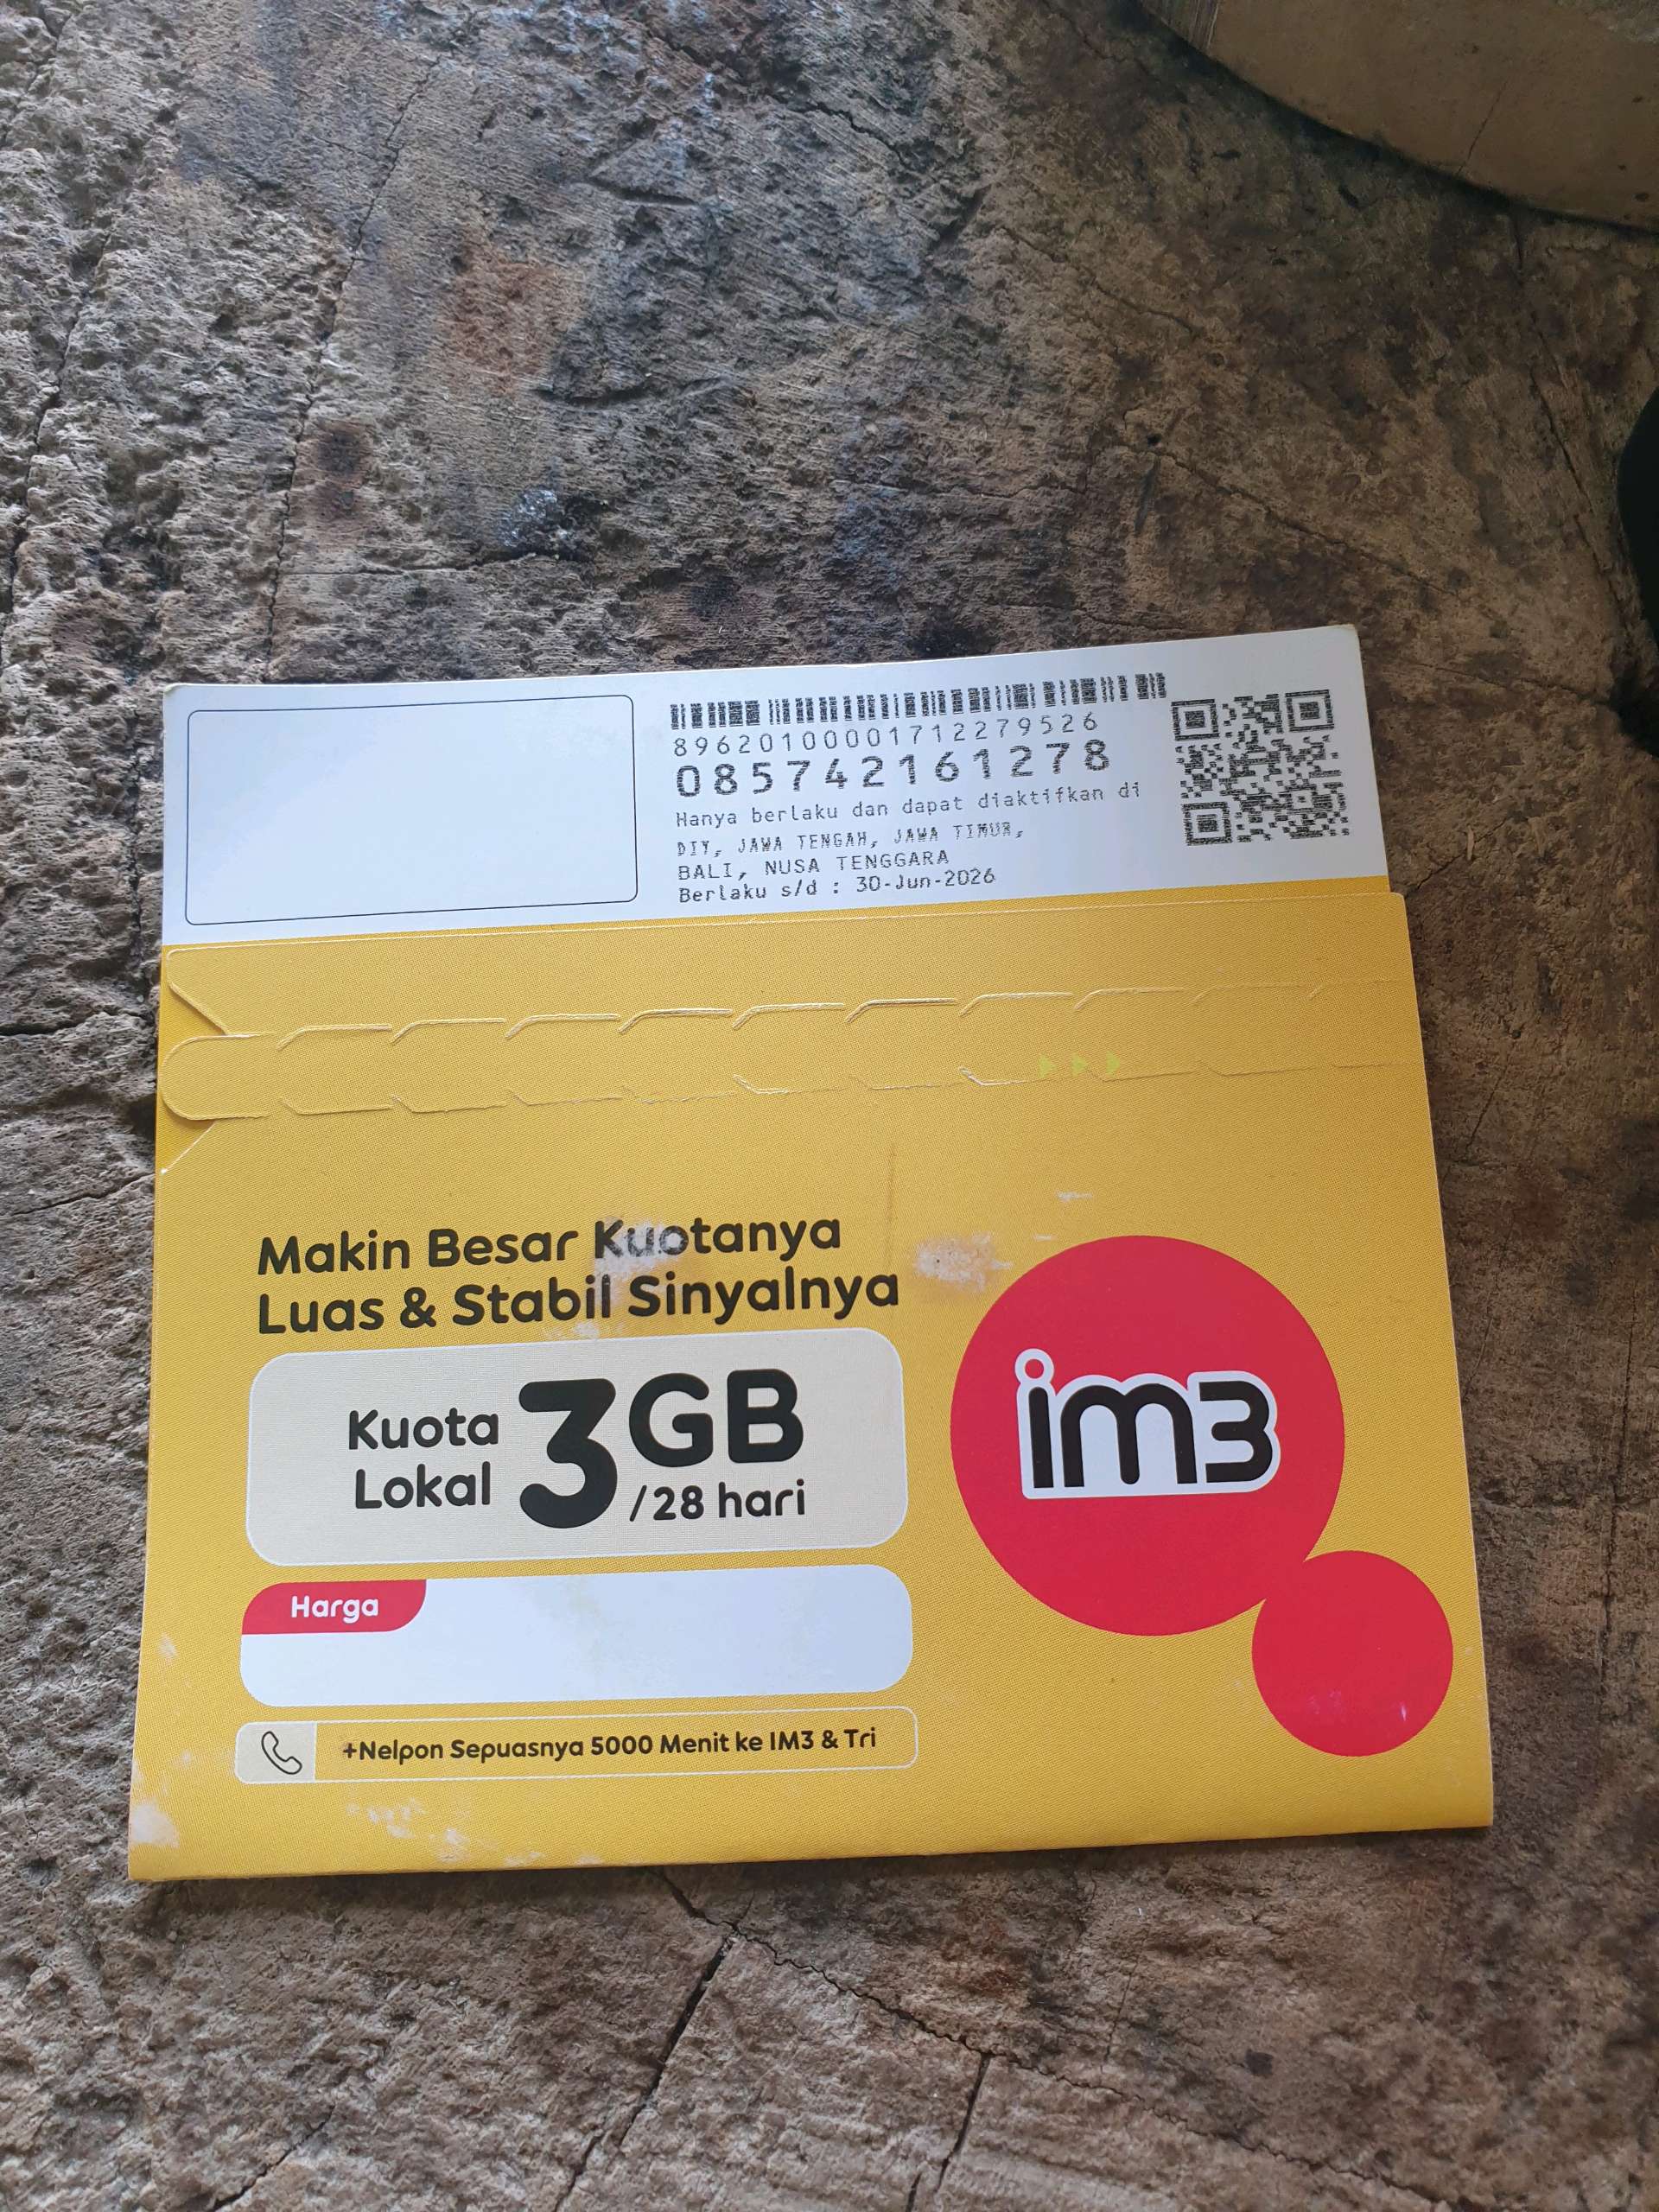 89620100001712279526
085742161278
Hanya berlaku dan dapat diaktifkan di
DIY, JAWA TENGAH, JAWA TIMUR,
BALI, NUSA TENGGARA
Berlaku s/d : 30-Jun-2026
Makin Besar Kuotanya
Luas & Stabil Sinyalnya
Kuota
Lokal
3GB
/28 hari
im3
Harga
+Nelpon Sepuasnya 5000 Menit ke IM3 & Tri